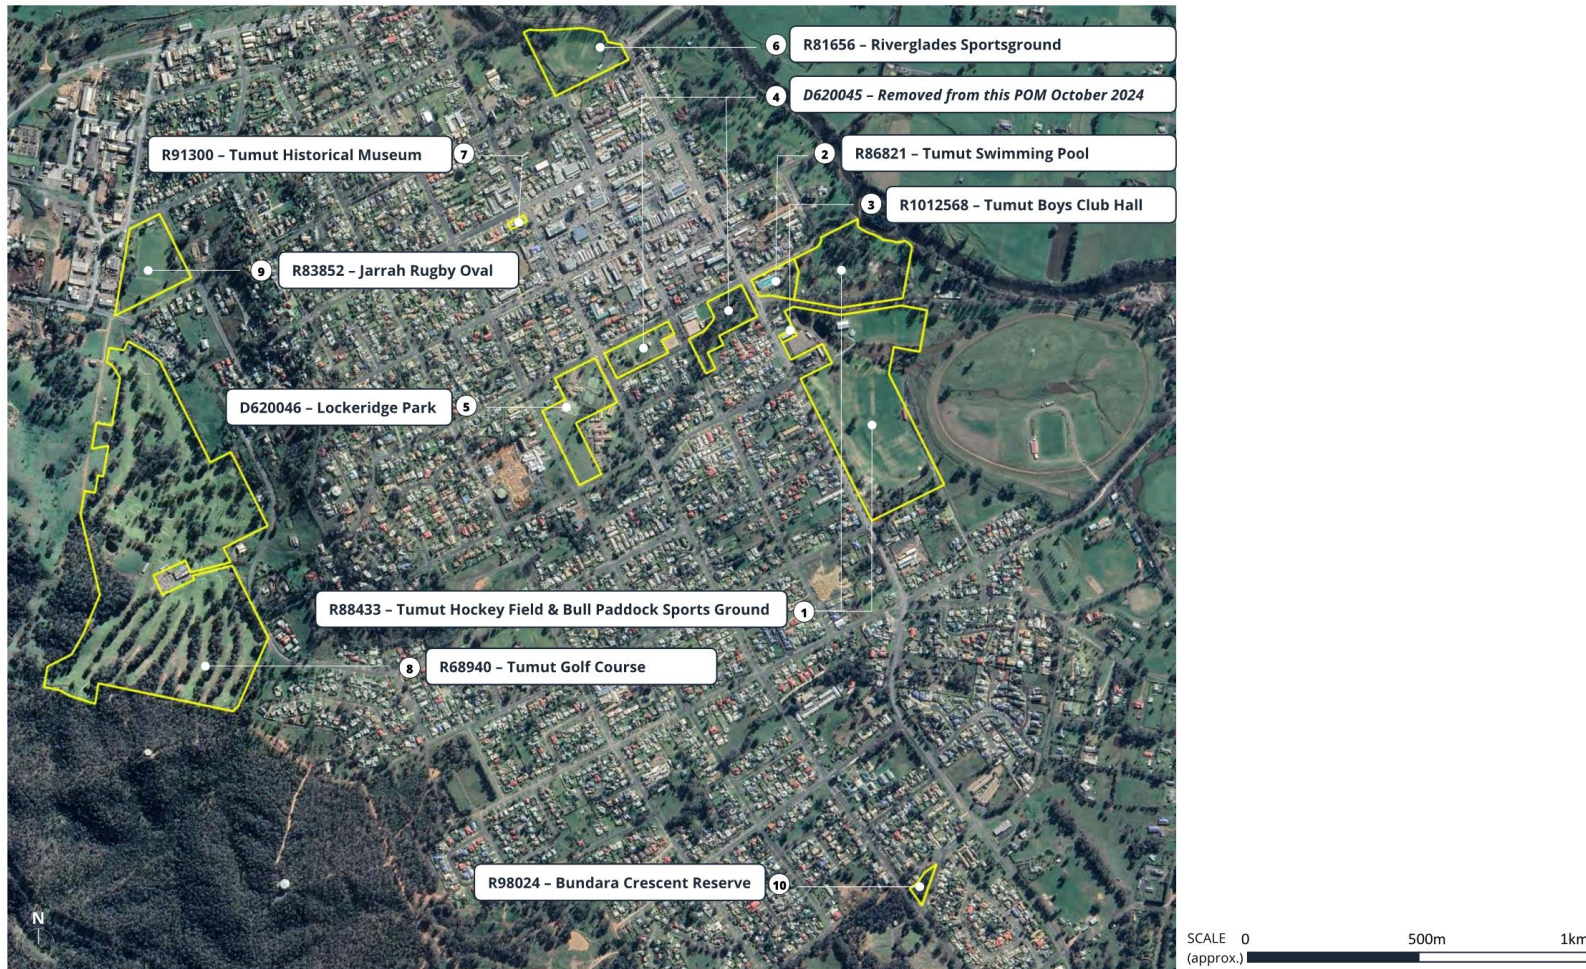 6 R81656 – Riverglades Sportsground
4 D620045 – Removed from this POM October 2024
R91300 – Tumut Historical Museum 7
2 R86821 – Tumut Swimming Pool
3 R1012568 – Tumut Boys Club Hall
9 R83852 – Jarrah Rugby Oval
D620046 – Lockeridge Park 5
R88433 – Tumut Hockey Field & Bull Paddock Sports Ground 1
8 R68940 – Tumut Golf Course
R98024 – Bundara Crescent Reserve 10
N
SCALE 0 500m 1km
(approx.)